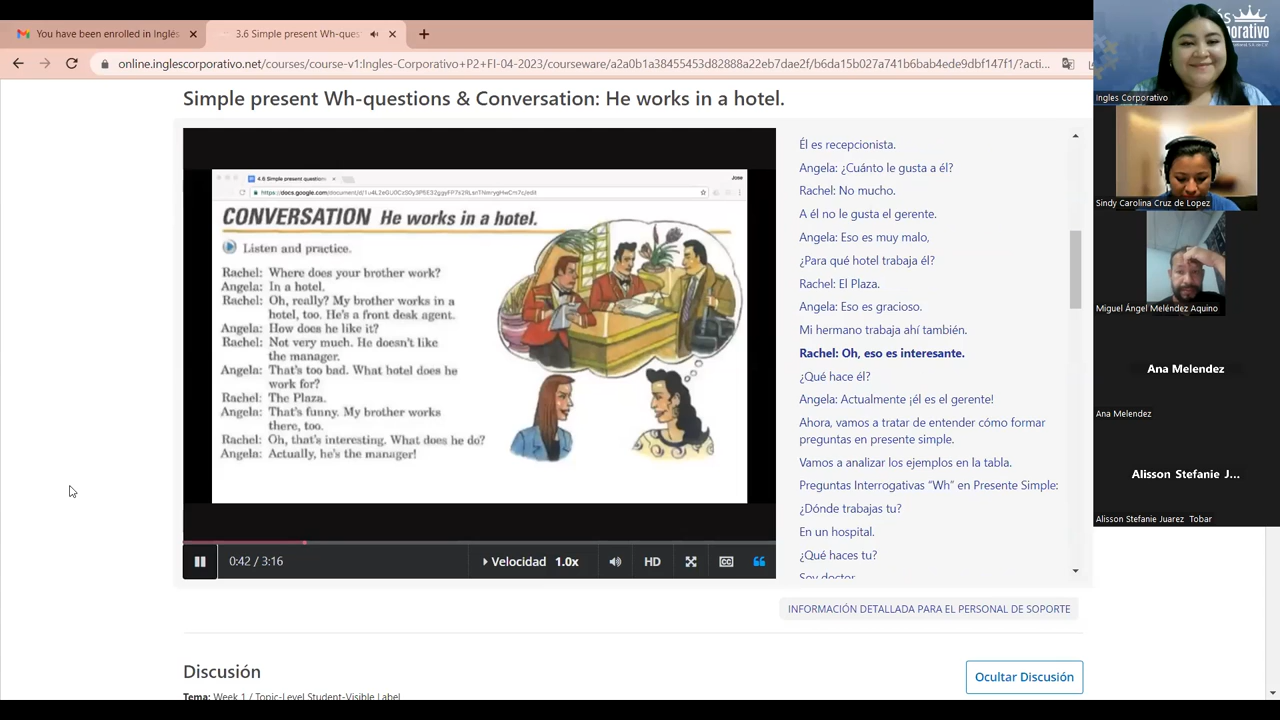 You have been enrolled in Inglés
3.6 Simple present Wh-ques
online.inglescorporativo.net/courses/course-v1:Ingles-Corporativo+P2+FI-04-2023/courseware/a2a0b1a38455453d82888a22eb7dae2f/b6da15b027a741b6bab4ede9dbf147f1/?acti...
Simple present Wh-questions & Conversation: He works in a hotel.
4.6 Simple present question
Jone
CONVERSATION He works in a hotel.
Listen and practice.
Rachel: Where does your brother work?
Angela: In a hotel.
Rachel: Oh, really? My brother works in a
hotel, too. He's a front desk agent.
Angela: How does he like it?
Rachel: Not very much. He doesn't like
the manager.
Angela: That's too bad. What hotel does he
work for?
Rachel: The Plaza.
Angela: That's funny. My brother works
there, too.
Rachel: Oh, that's interesting. What does he do?
Angela: Actually, he's the manager!
0:42 / 3:16
Velocidad 1.0x
HD
Él es recepcionista.
Angela: ¿Cuánto le gusta a él?
Rachel: No mucho.
A él no le gusta el gerente.
Angela: Eso es muy malo,
¿Para qué hotel trabaja él?
Rachel: El Plaza.
Angela: Eso es gracioso.
Mi hermano trabaja ahí también.
Rachel: Oh, eso es interesante.
¿Qué hace él?
Angela: Actualmente ¡él es el gerente!
Ahora, vamos a tratar de entender cómo formar
preguntas en presente simple.
Vamos a analizar los ejemplos en la tabla.
Preguntas Interrogativas “Wh” en Presente Simple:
¿Dónde trabajas tu?
En un hospital.
¿Qué haces tu?
Soy doctor
INFORMACIÓN DETALLADA PARA EL PERSONAL DE SOPORTE
Discusión
Ocultar Discusión
Tema: Week 1 / Topic-Level Student-Visible Label
Ingles Corporativo
Sindy Carolina Cruz de Lopez
Miguel Ángel Meléndez Aquino
Ana Melendez
Ana Melendez
Alisson Stefanie J...
Alisson Stefanie Juarez Tobar